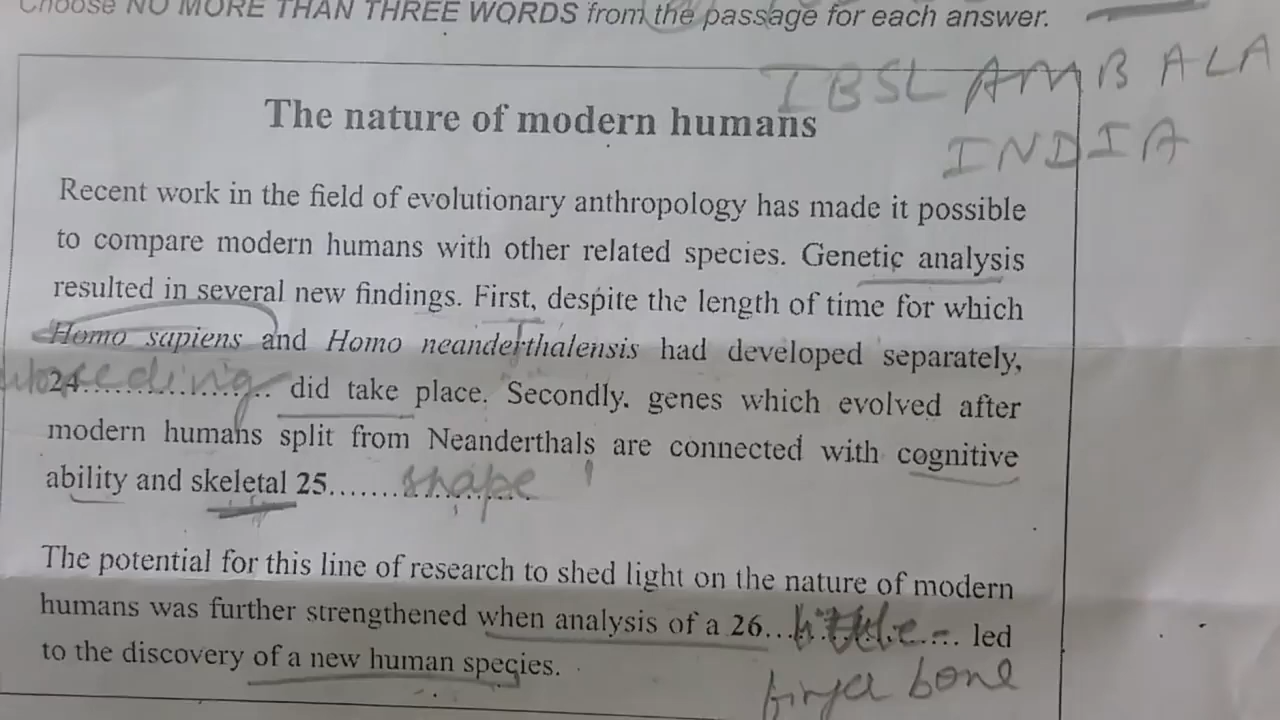 Choose NO MORE THAN THREE WORDS from the passage for each answer.
IBSL AMBALA
INDIA
The nature of modern humans
Recent work in the field of evolutionary anthropology has made it possible
to compare modern humans with other related species. Genetic analysis
resulted in several new findings. First, despite the length of time for which
Homo sapiens and Homo neanderthalensis had developed separately,
24.................. did take place. Secondly. genes which evolved after
modern humans split from Neanderthals are connected with cognitive
ability and skeletal 25....... shape
The potential for this line of research to shed light on the nature of modern
humans was further strengthened when analysis of a 26... little .... led
to the discovery of a new human species.
finger bone